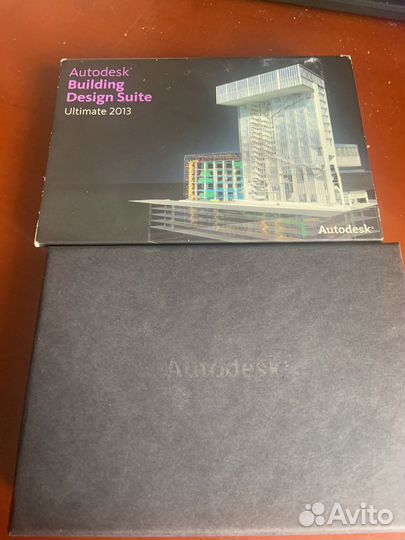 Autodesk®
Building
Design Suite
Ultimate 2013
Autodesk®
Autodesk®
Avito